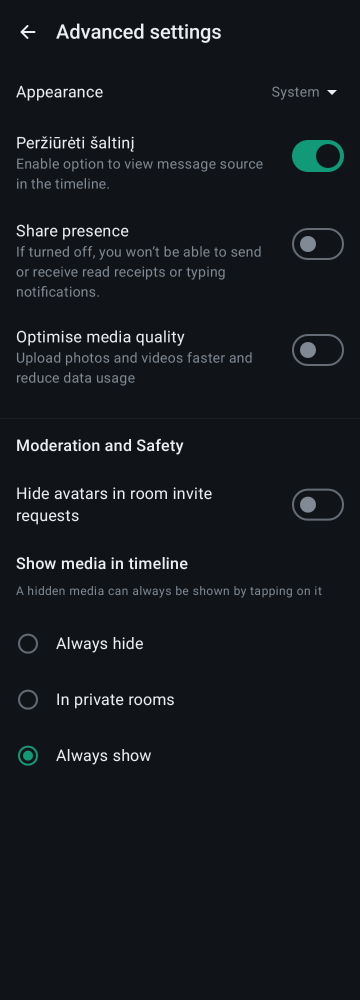 Advanced settings
Appearance
System
Peržiūrėti šaltinį
Enable option to view message source
in the timeline.
Share presence
If turned off, you won’t be able to send
or receive read receipts or typing
notifications.
Optimise media quality
Upload photos and videos faster and
reduce data usage
Moderation and Safety
Hide avatars in room invite
requests
Show media in timeline
A hidden media can always be shown by tapping on it
Always hide
In private rooms
Always show